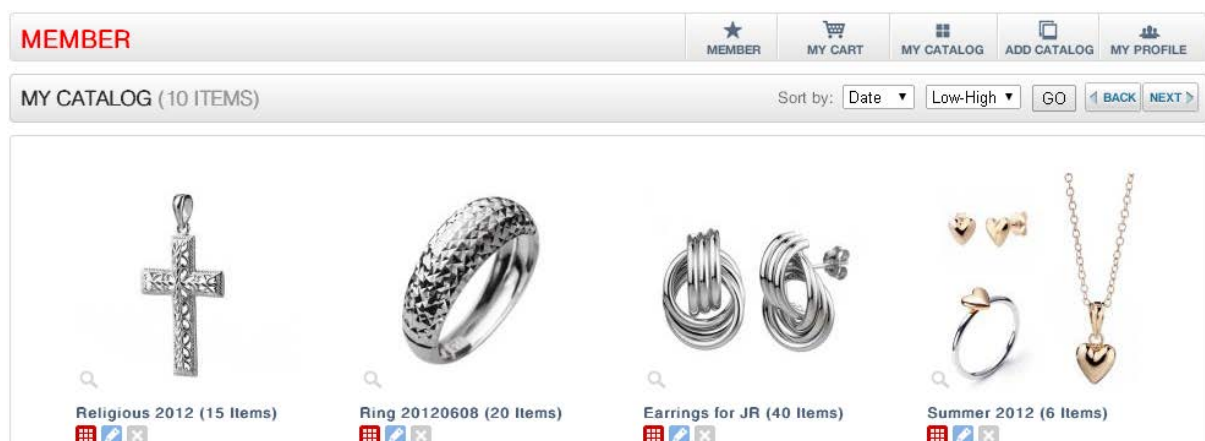 MEMBER
MEMBER
MY CART
MY CATALOG
ADD CATALOG
MY PROFILE
MY CATALOG (10 ITEMS)
Sort by: Date Low-High GO BACK NEXT
Religious 2012 (15 Items)
Ring 20120608 (20 Items)
Earrings for JR (40 Items)
Summer 2012 (6 Items)